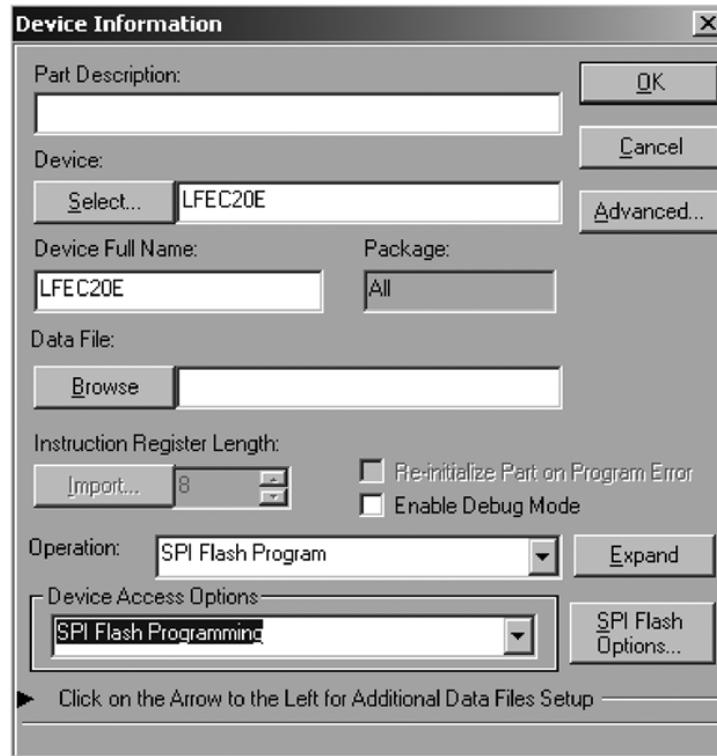 Device Information
Part Description:
OK
Cancel
Device:
Select... LFEC20E
Advanced...
Device Full Name: Package:
LFEC20E All
Data File:
Browse
Instruction Register Length:
Import... 8
Re-initialize Part on Program Error
Enable Debug Mode
Operation: SPI Flash Program Expand
Device Access Options
SPI Flash Programming
SPI Flash
Options...
Click on the Arrow to the Left for Additional Data Files Setup